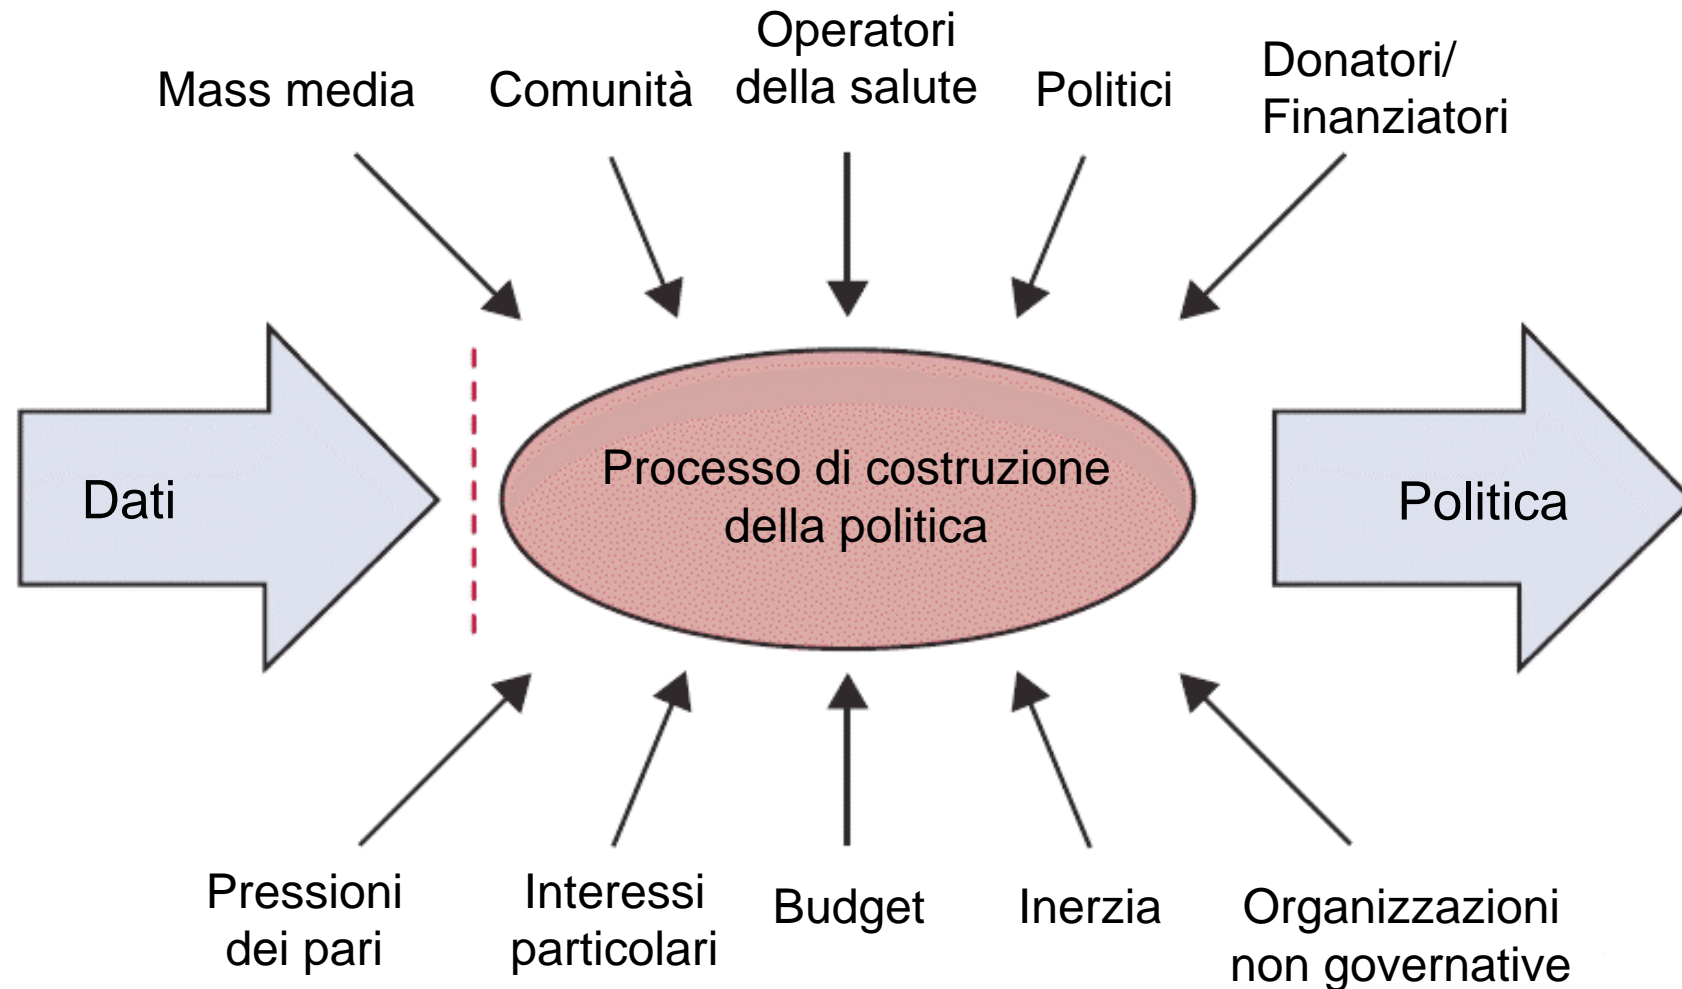 Mass media
Comunità
Operatori
della salute
Politici
Donatori/
Finanziatori
Dati
Processo di costruzione
della politica
Politica
Pressioni
dei pari
Interessi
particolari
Budget
Inerzia
Organizzazioni
non governative